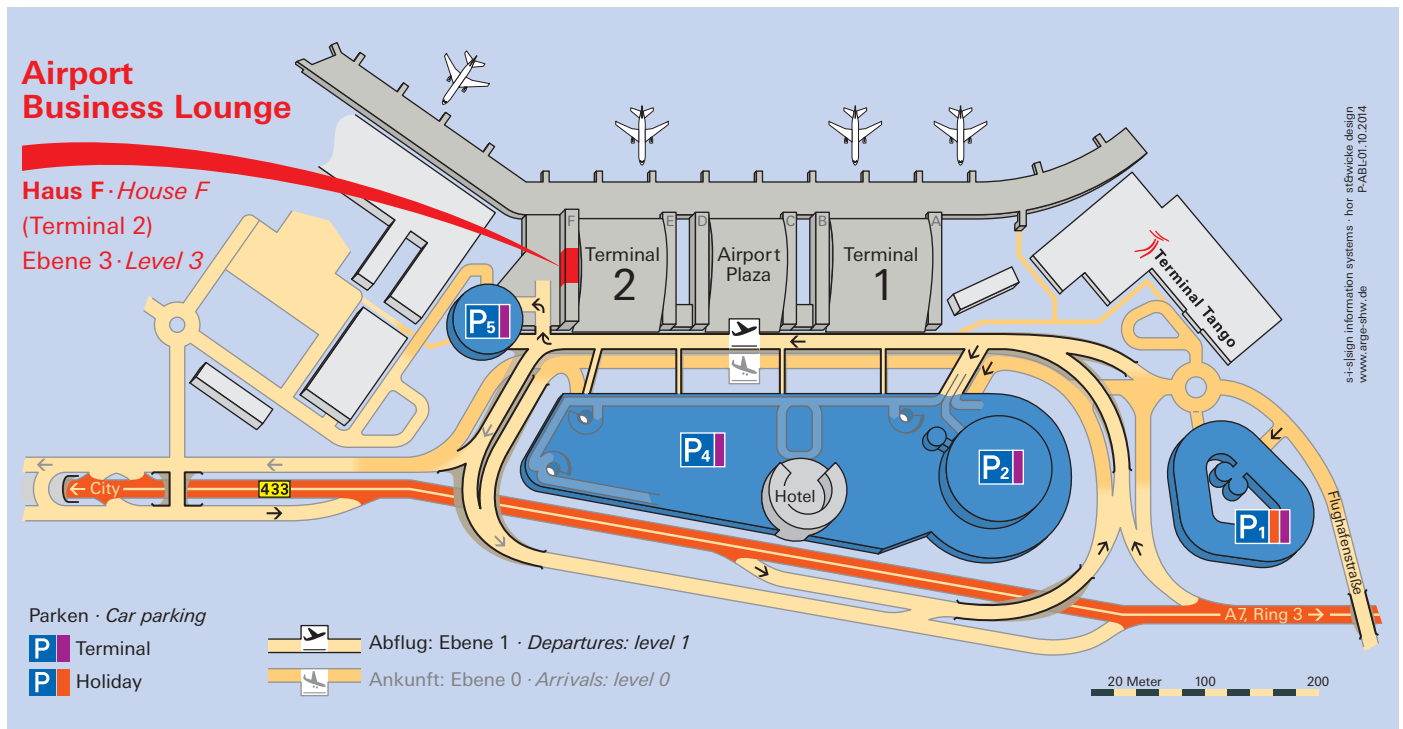 Airport
Business Lounge
Haus F · House F
(Terminal 2)
Ebene 3 · Level 3
F
E
D
C
B
A
Terminal
2
Airport
Plaza
Terminal
1
Terminal Tango
P5
P4
Hotel
P2
P1
← City
433
Flughafenstraße
A7, Ring 3 →
Parken · Car parking
P Terminal
P Holiday
Abflug: Ebene 1 · Departures: level 1
Ankunft: Ebene 0 · Arrivals: level 0
20 Meter 100 200
s·i·s|sign information systems · hor st&wicke design
www.arge-shw.de P-ABL-01.10.2014